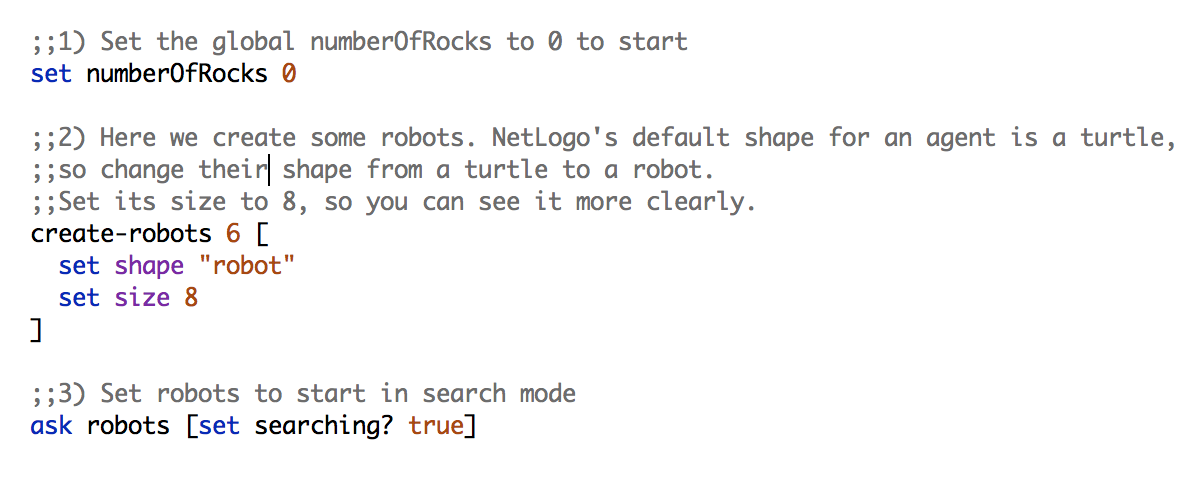 ;;1) Set the global numberOfRocks to 0 to start
set numberOfRocks 0
;;2) Here we create some robots. NetLogo's default shape for an agent is a turtle,
;;so change their shape from a turtle to a robot.
;;Set its size to 8, so you can see it more clearly.
create-robots 6 [
  set shape "robot"
  set size 8
]
;;3) Set robots to start in search mode
ask robots [set searching? true]